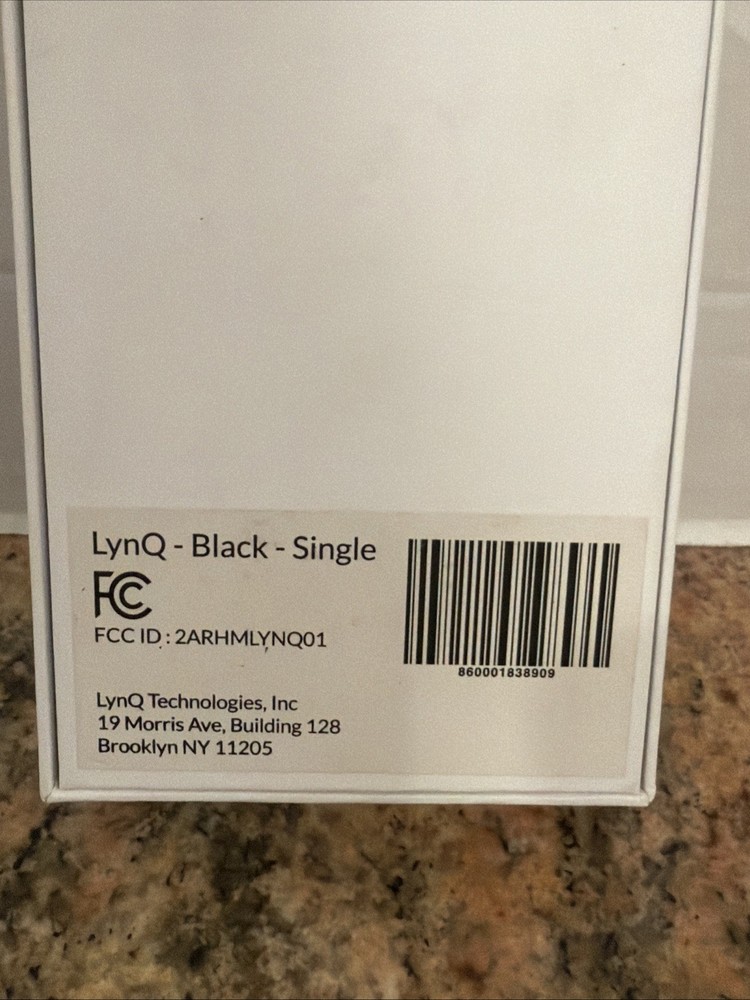 LynQ - Black - Single
FC
FCC ID : 2ARHMLYNQ01
860001838909
LynQ Technologies, Inc
19 Morris Ave, Building 128
Brooklyn NY 11205